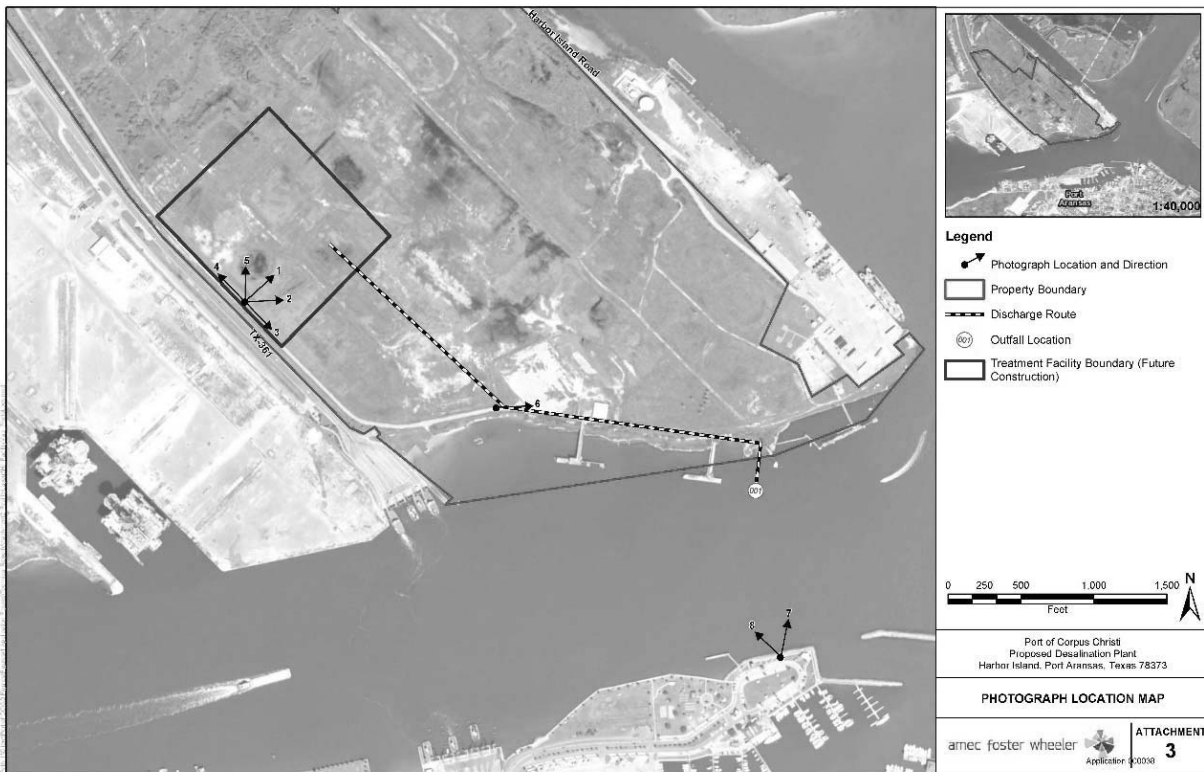 Harbor Island Road
5
4
1
2
3
TX-361
6
001
7
8
Port
Aransas
1:40,000
Legend
Photograph Location and Direction
Property Boundary
Discharge Route
001 Outfall Location
Treatment Facility Boundary (Future
Construction)
N
0 250 500 1,000 1,500
Feet
Port of Corpus Christi
Proposed Desalination Plant
Harbor Island, Port Aransas, Texas 78373
PHOTOGRAPH LOCATION MAP
amec foster wheeler
ATTACHMENT
3
Application 000038